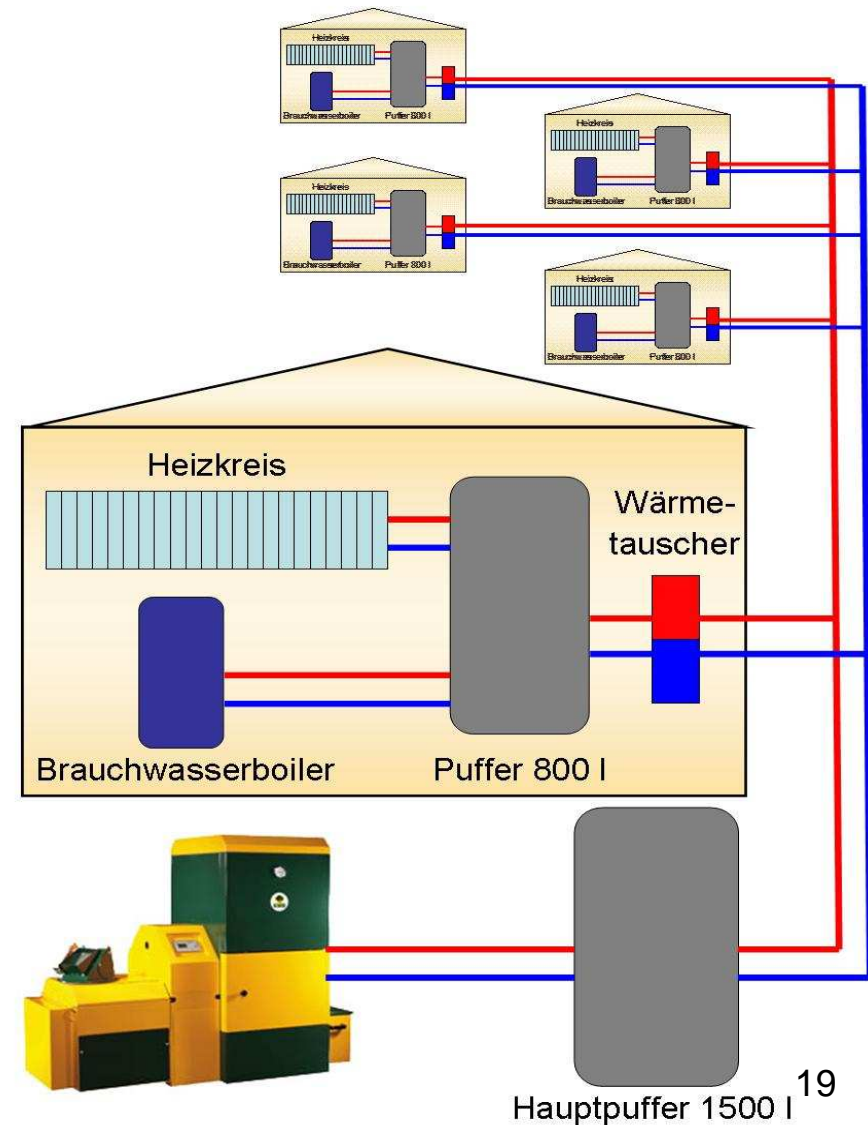 Heizkreis
Brauchwasserboiler Puffer 800 l
Heizkreis
Brauchwasserboiler Puffer 800 l
Heizkreis
Brauchwasserboiler Puffer 800 l
Heizkreis
Brauchwasserboiler Puffer 800 l
Heizkreis
Wärme-
tauscher
Brauchwasserboiler Puffer 800 l
Hauptpuffer 1500 l
19